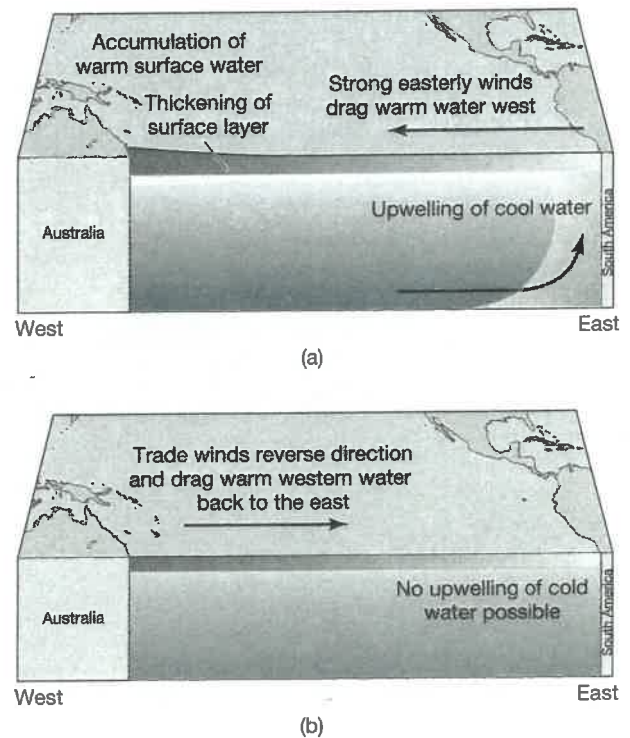 Accumulation of
warm surface water
Thickening of
surface layer
Strong easterly winds
drag warm water west
Upwelling of cool water
Australia
South America
West
East
(a)
Trade winds reverse direction
and drag warm western water
back to the east
No upwelling of cold
water possible
Australia
South America
West
East
(b)